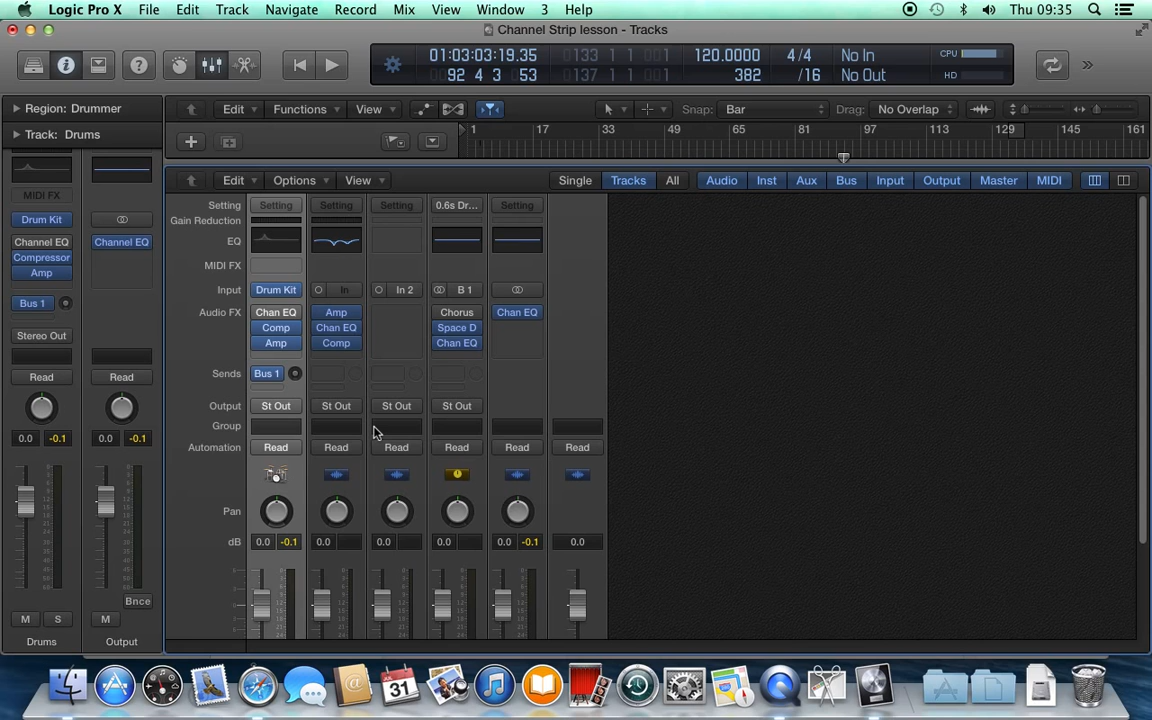 Logic Pro X File Edit Track Navigate Record Mix View Window 3 Help Thu 09:35
Channel Strip lesson - Tracks
01:03:03:19.35 0133 1 1 001 120.0000 4/4 No In CPU
92 4 3 53 0141 1 1 001 382 /16 No Out HD
Region: Drummer
Edit Functions View Snap: Bar Drag: No Overlap
Track: Drums
1 17 33 49 65 81 97 113 129 145 161
Edit Options View Single Tracks All Audio Inst Aux Bus Input Output Master MIDI
MIDI FX
Drum Kit
Channel EQ Channel EQ
Compressor
Amp
Bus 1
Stereo Out
Read Read
0.0 -0.1 0.0 -0.1
Bnce
M S M
Drums Output
Setting Setting Setting Setting 0.6s Dr... Setting
Gain Reduction
EQ
MIDI FX
Input Drum Kit In In 2 B 1
Audio FX Chan EQ Amp Chorus Chan EQ
Comp Chan EQ Space D
Amp Comp Chan EQ
Sends Bus 1
Output St Out St Out St Out St Out
Group
Automation Read Read Read Read Read Read
Pan
dB 0.0 -0.1 0.0 0.0 0.0 0.0 -0.1 0.0
31